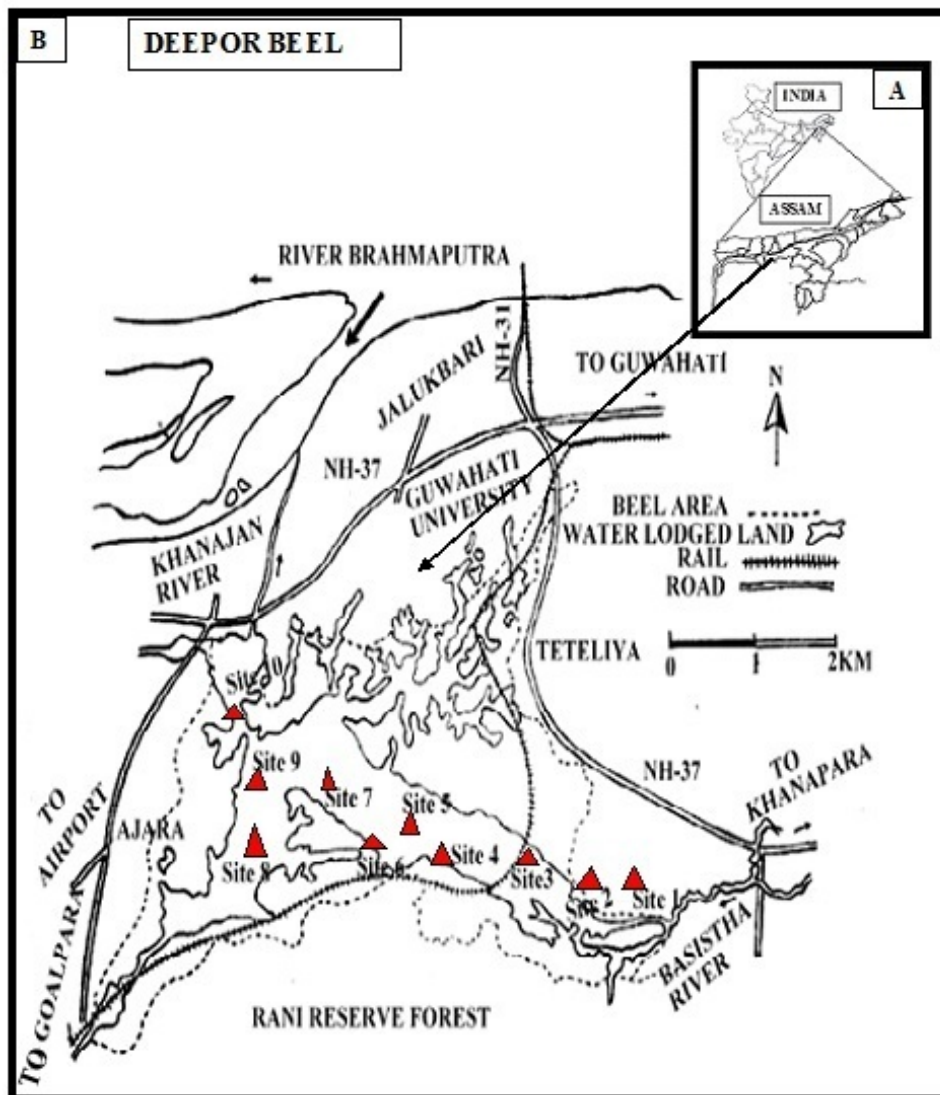 B
DEEPOR BEEL
A
INDIA
ASSAM
RIVER BRAHMAPUTRA
NH-31
JALUKBARI
TO GUWAHATI
N
NH-37
GUWAHATI
UNIVERSITY
BEEL AREA
WATER LODGED LAND
RAIL
ROAD
KHANAJAN
RIVER
TETELIYA
0 1 2KM
Site 9
Site 7
Site 5
NH-37
TO
KHANAPARA
TO
AIRPORT
AJARA
Site 8
Site 6
Site 4
Site3
Site 1
BASISTHA
RIVER
TO GOALPARA
RANI RESERVE FOREST